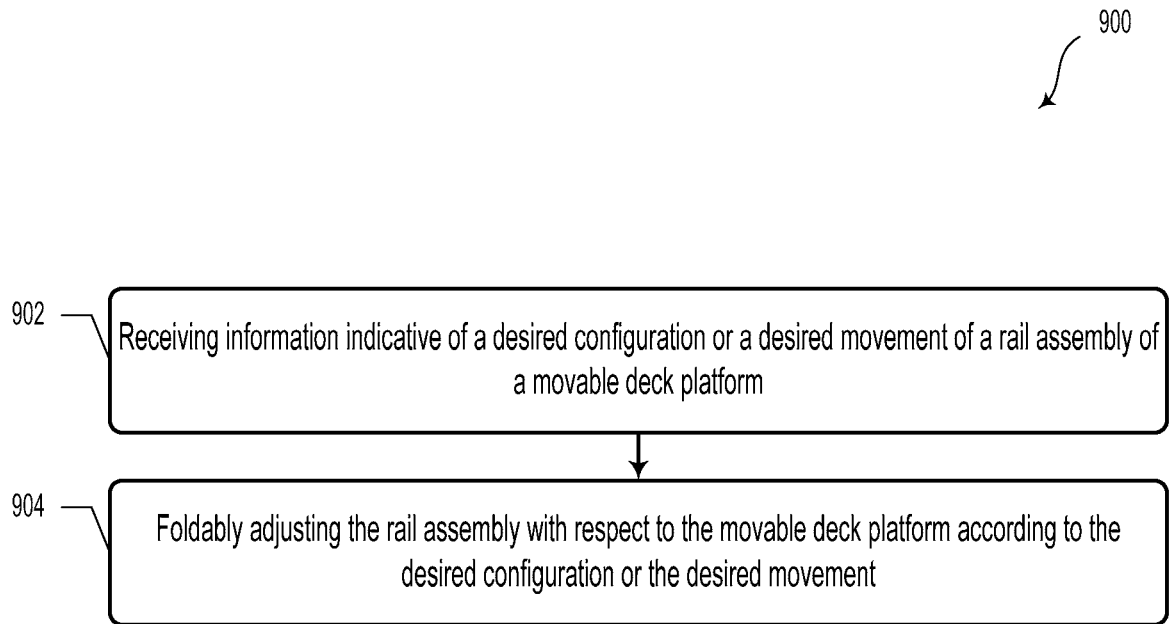 900
902
Receiving information indicative of a desired configuration or a desired movement of a rail assembly of
a movable deck platform
904
Foldably adjusting the rail assembly with respect to the movable deck platform according to the
desired configuration or the desired movement